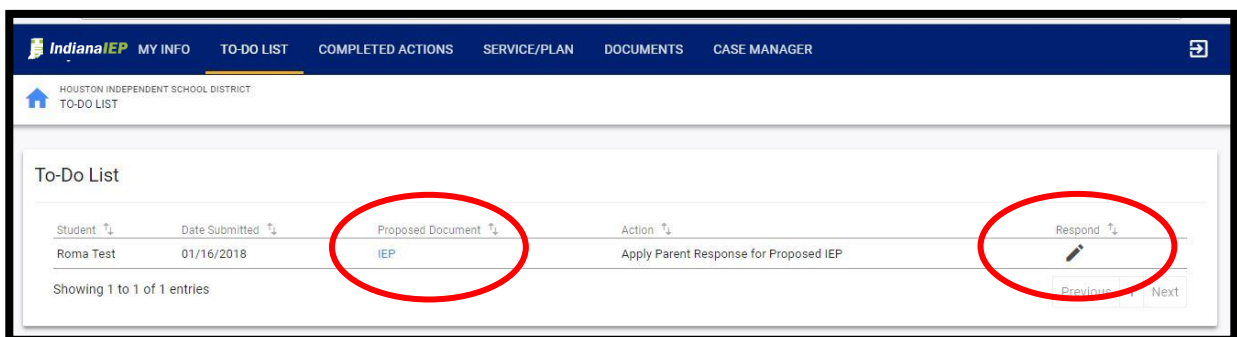 IndianaIEP MY INFO TO-DO LIST COMPLETED ACTIONS SERVICE/PLAN DOCUMENTS CASE MANAGER
HOUSTON INDEPENDENT SCHOOL DISTRICT
TO-DO LIST
To-Do List
Student Date Submitted Proposed Document Action Respond
Roma Test 01/16/2018 IEP Apply Parent Response for Proposed IEP
Showing 1 to 1 of 1 entries Previous Next